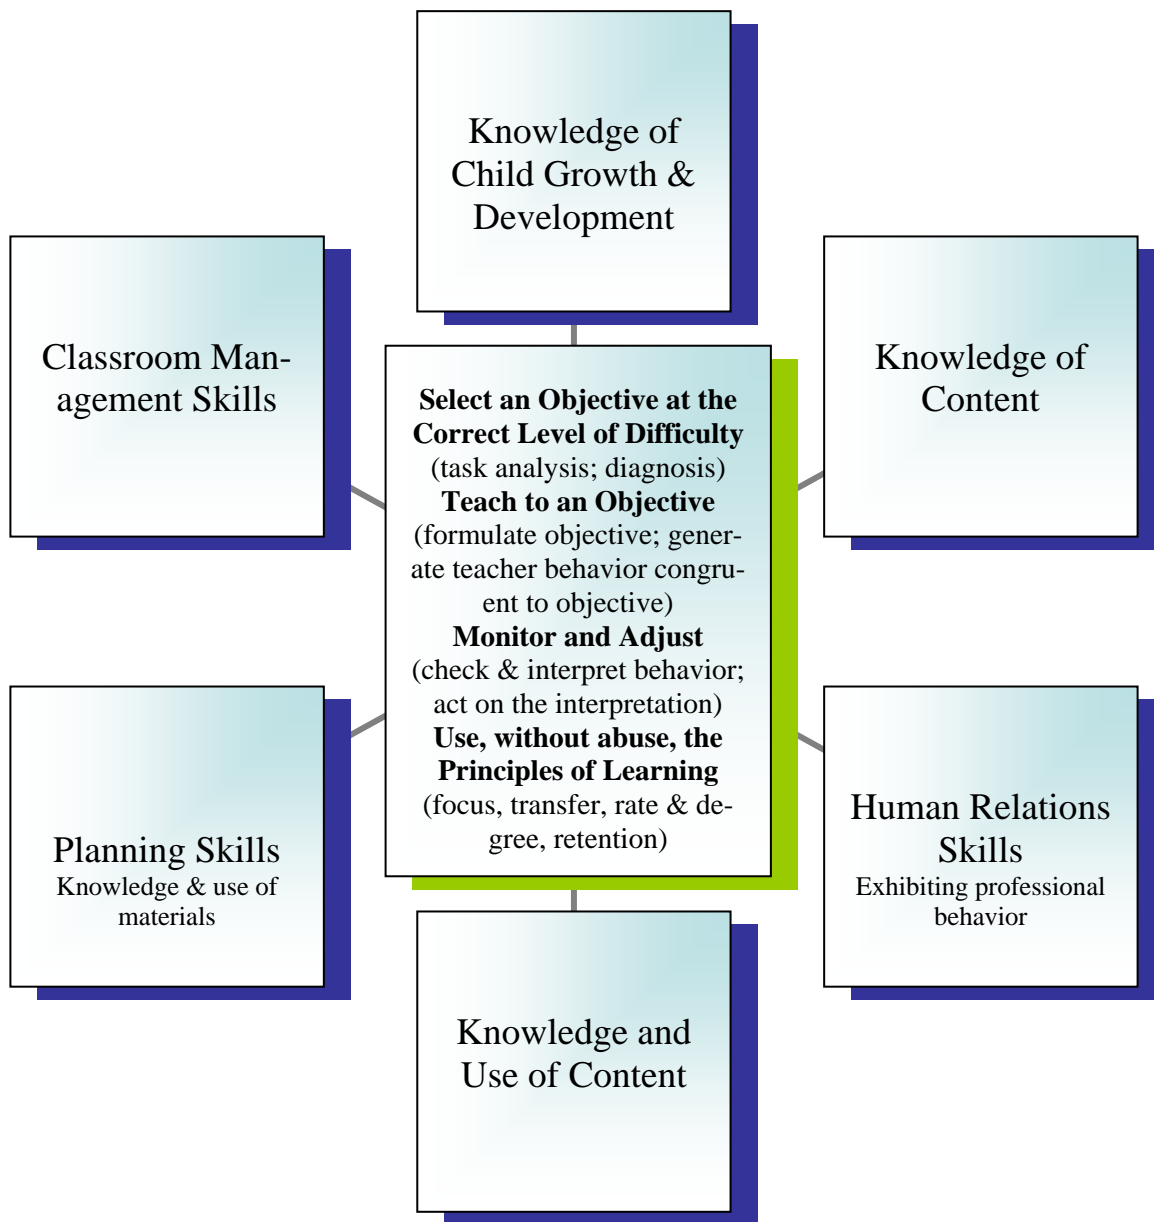 Knowledge of
Child Growth &
Development
Classroom Man-
agement Skills
Knowledge of
Content
Select an Objective at the
Correct Level of Difficulty
(task analysis; diagnosis)
Teach to an Objective
(formulate objective; gener-
ate teacher behavior congru-
ent to objective)
Monitor and Adjust
(check & interpret behavior;
act on the interpretation)
Use, without abuse, the
Principles of Learning
(focus, transfer, rate & de-
gree, retention)
Planning Skills
Knowledge & use of
materials
Human Relations
Skills
Exhibiting professional
behavior
Knowledge and
Use of Content